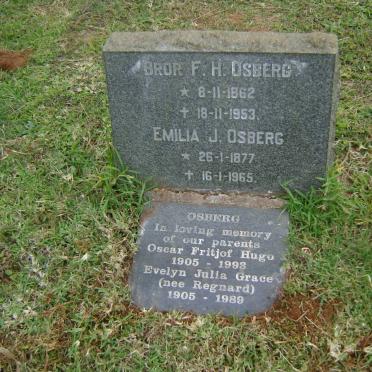 BROR F. H. OSBERG
* 8-11-1862
† 18-11-1953.
EMILIA J. OSBERG
* 26-1-1877
† 16-1-1965.
OSBERG
In loving memory
of our parents
Oscar Fritjof Hugo
1905 - 1993
Evelyn Julia Grace
(nee Regnard)
1905 - 1989